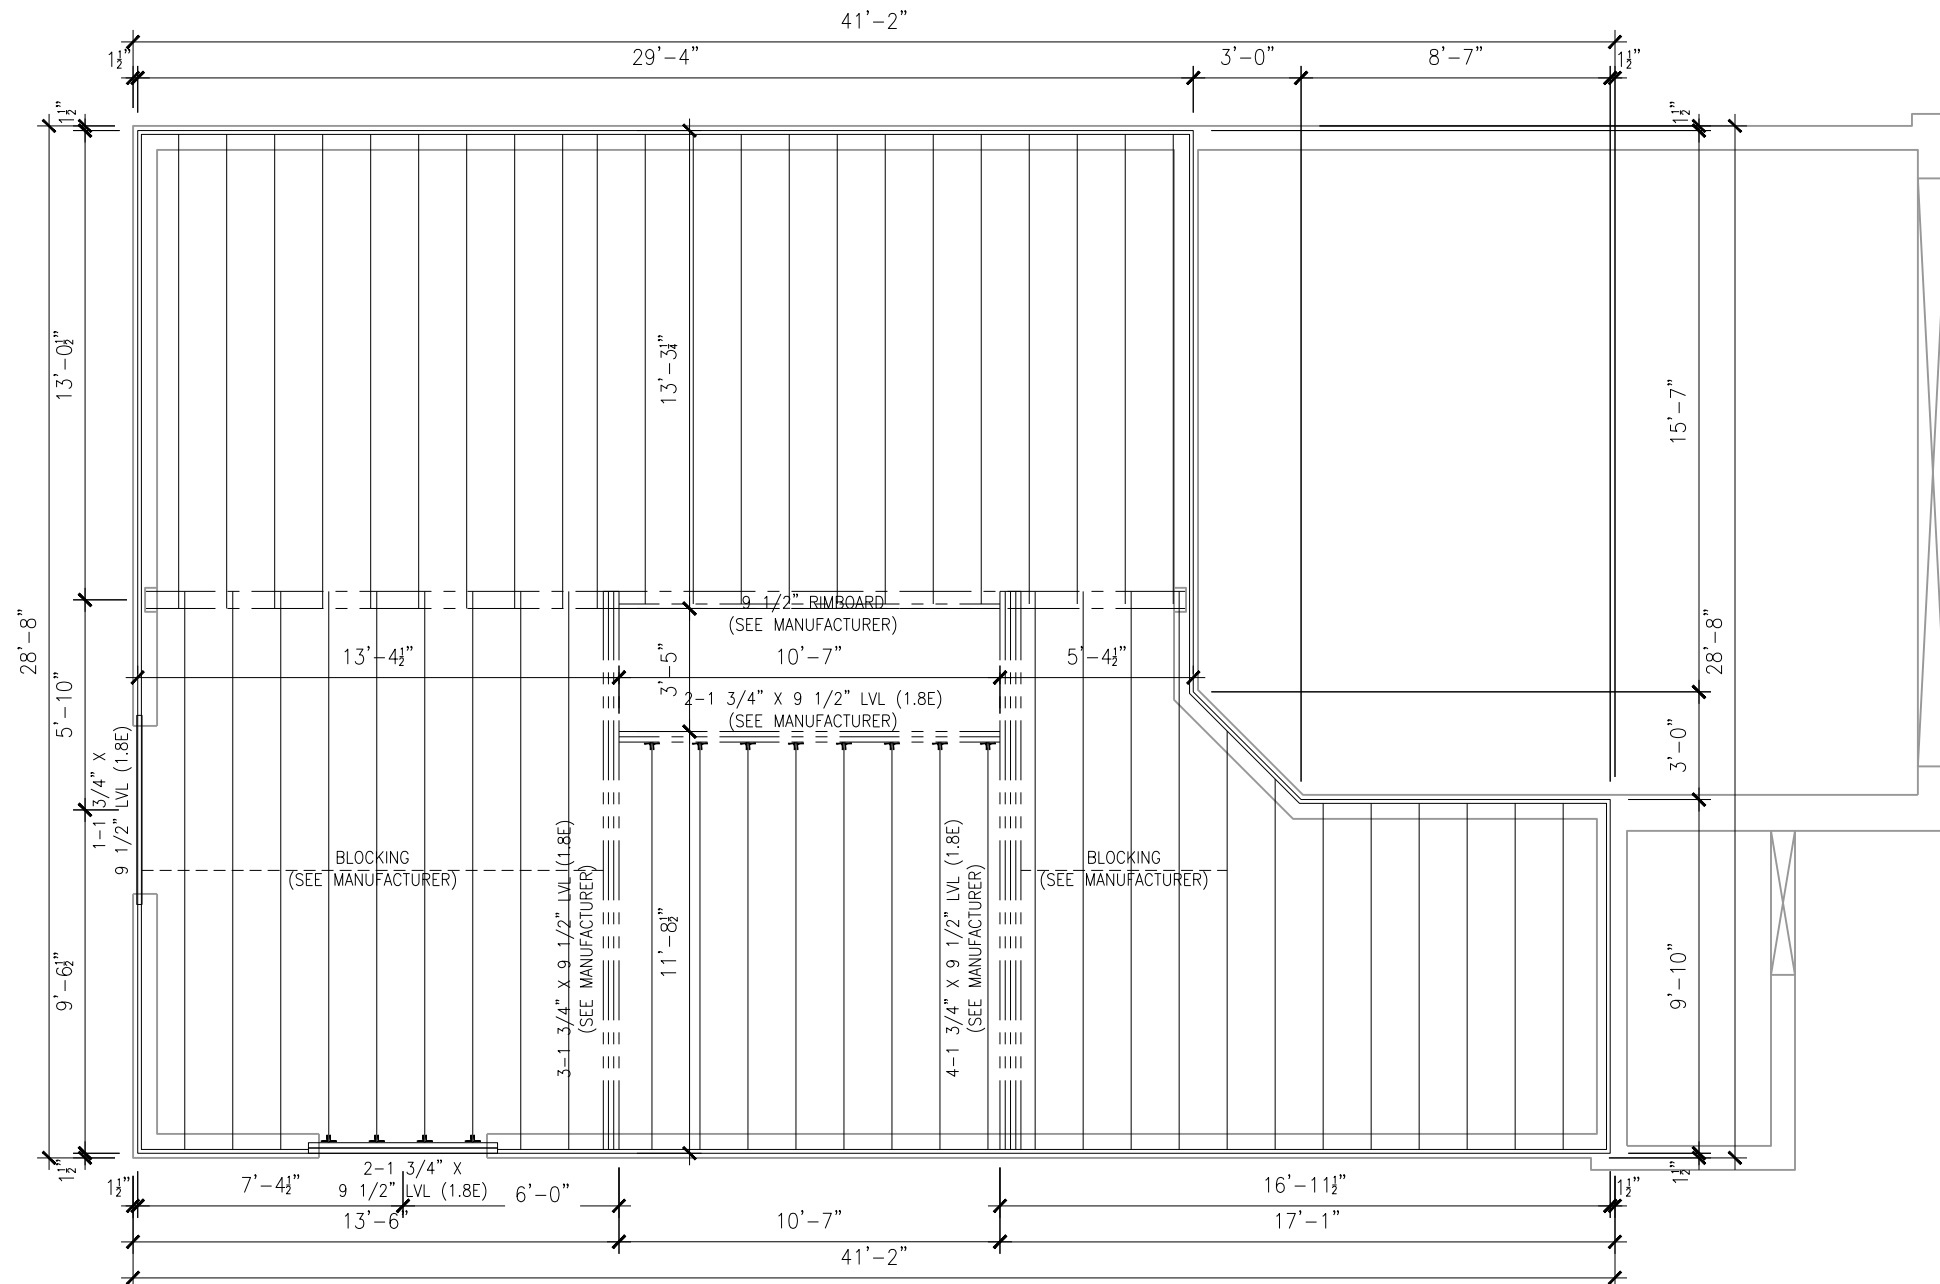 41'-2"
1½"
29'-4"
3'-0"
8'-7"
1½"
1½"
1½"
13'-0½"
13'-3¼"
15'-7"
28'-8"
9 1/2" RIMBOARD
(SEE MANUFACTURER)
28'-8"
13'-4½"
3'-5"
10'-7"
5'-4½"
5'-10"
2-1 3/4" X 9 1/2" LVL (1.8E)
(SEE MANUFACTURER)
3'-0"
1-1 3/4" X
9 1/2" LVL (1.8E)
BLOCKING
(SEE MANUFACTURER)
3-1 3/4" X 9 1/2" LVL (1.8E)
(SEE MANUFACTURER)
11'-8½"
4-1 3/4" X 9 1/2" LVL (1.8E)
(SEE MANUFACTURER)
BLOCKING
(SEE MANUFACTURER)
9'-6½"
9'-10"
1½"
1½"
1½"
7'-4½"
2-1 3/4" X
9 1/2" LVL (1.8E)
6'-0"
16'-11½"
1½"
13'-6"
10'-7"
17'-1"
41'-2"